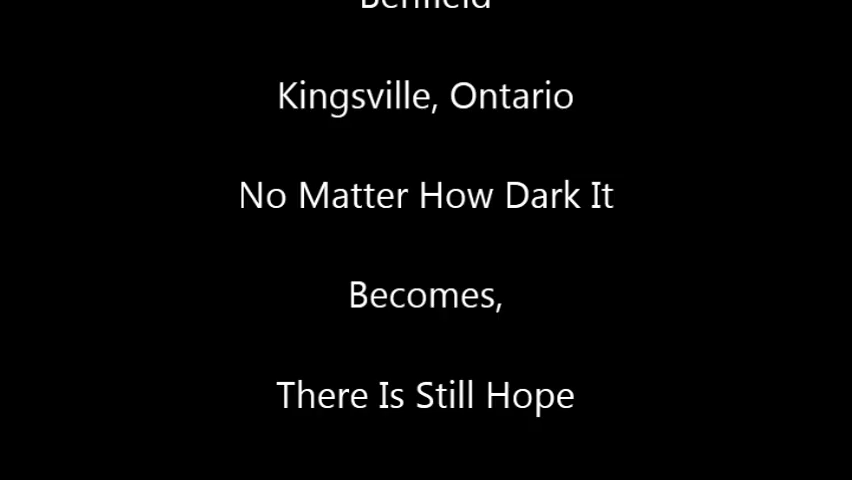 Kingsville, Ontario
No Matter How Dark It
Becomes,
There Is Still Hope